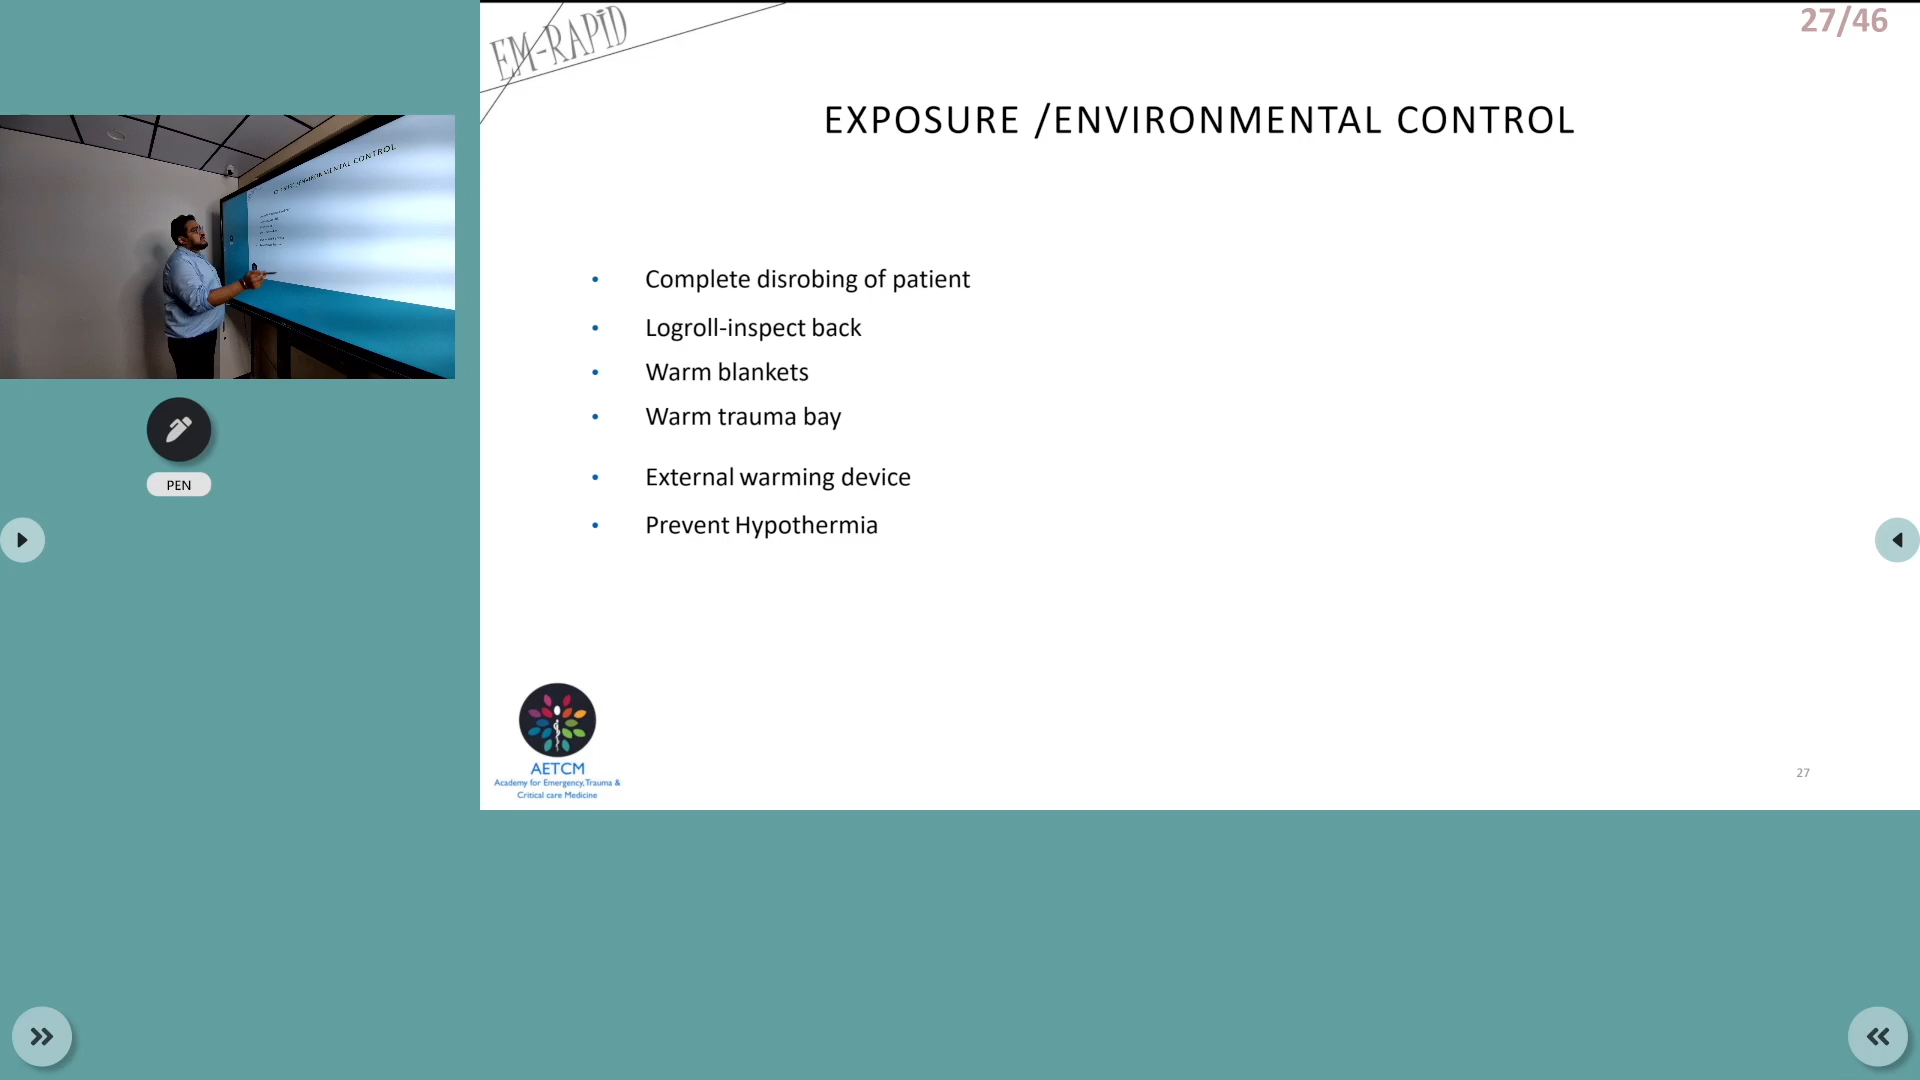 EM-RAPiD
27/46
EXPOSURE /ENVIRONMENTAL CONTROL
• Complete disrobing of patient
• Logroll-inspect back
• Warm blankets
• Warm trauma bay
• External warming device
• Prevent Hypothermia
PEN
AETCM
Academy for Emergency,Trauma &
Critical care Medicine
27